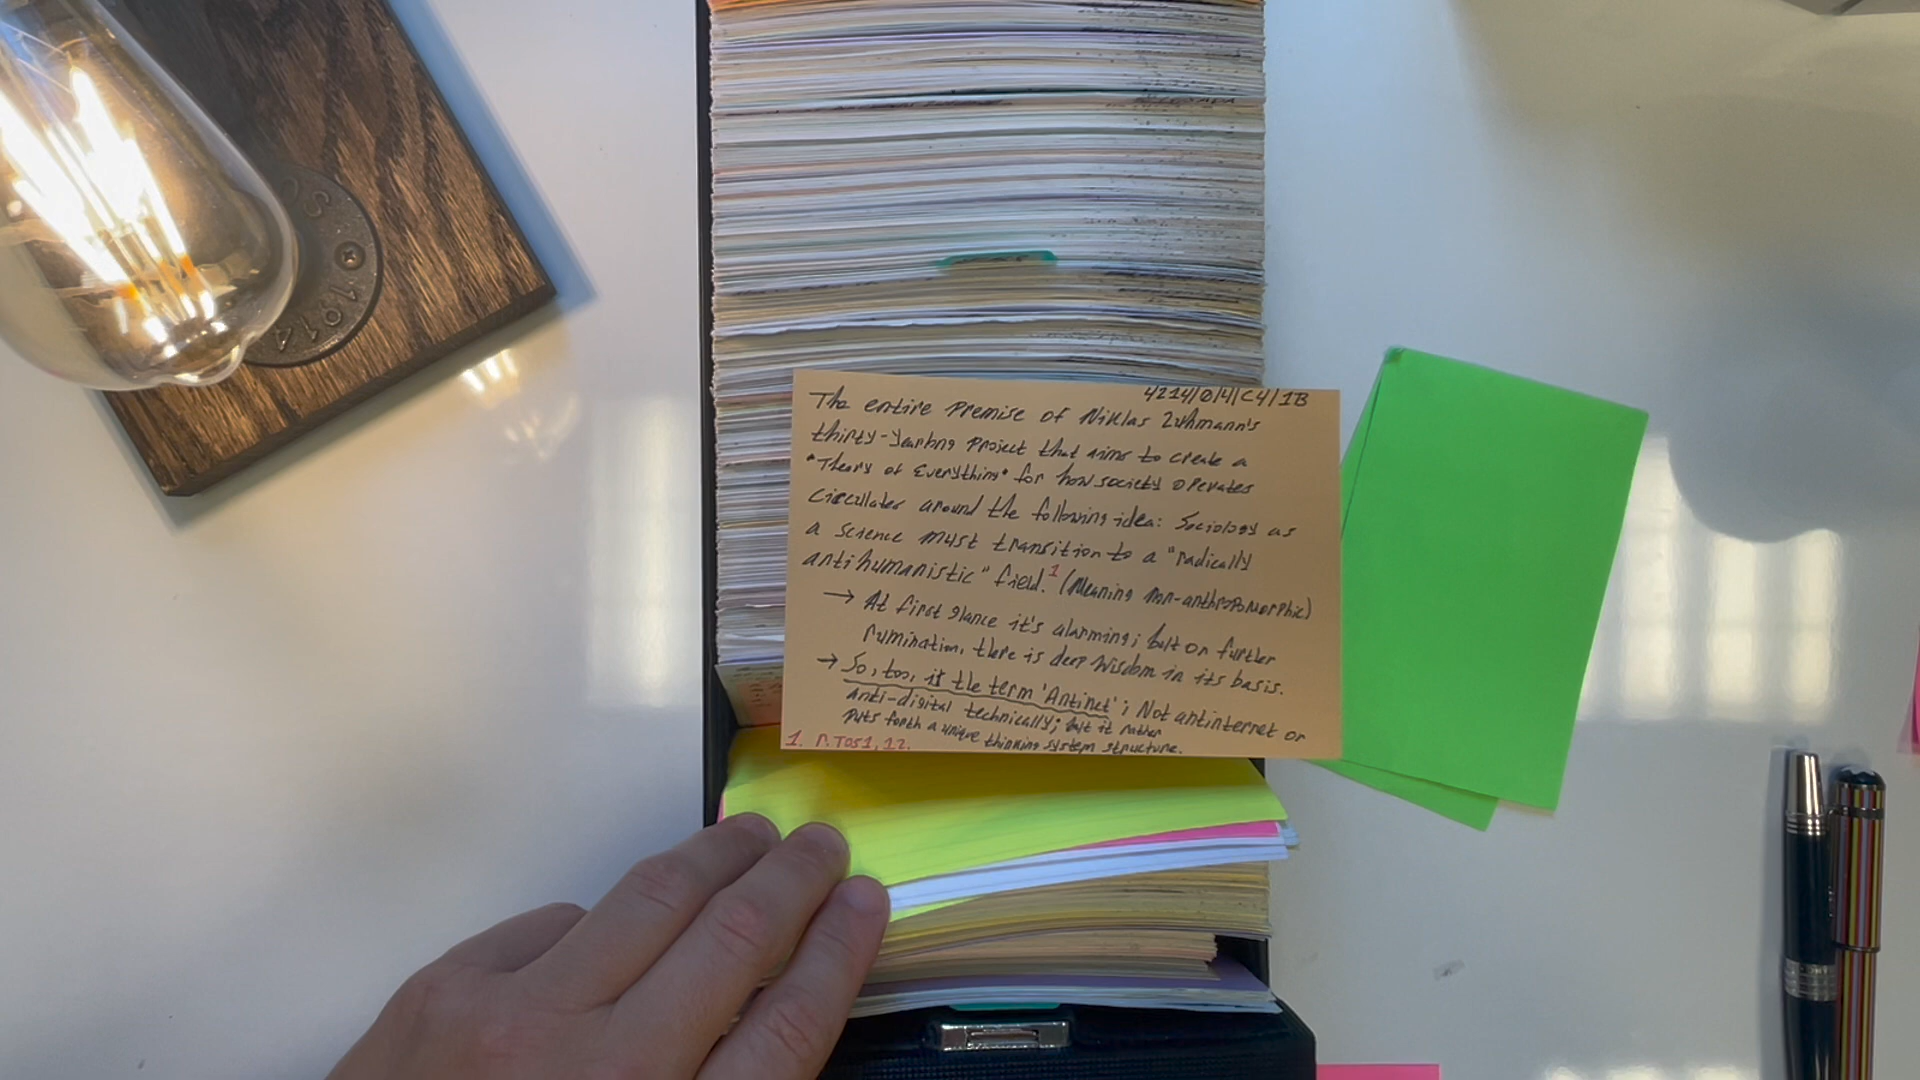 4214/0/4/C4/1B
The entire premise of Niklas Luhmann's
thirty-yearlong project that aims to create a
"Theory of Everything" for how society operates
circulates around the following idea: Sociology as
a science must transition to a "radically
antihumanistic" field.1 (Meaning non-anthropomorphic)
→ At first glance it's alarming; but on further
rumination, there is deep wisdom in its basis.
→ So, too, is the term 'Antinet'; Not antinternet or
anti-digital technically; but it rather
puts forth a unique thinking system structure.
1. r.TOS1, 12.
CS
1914